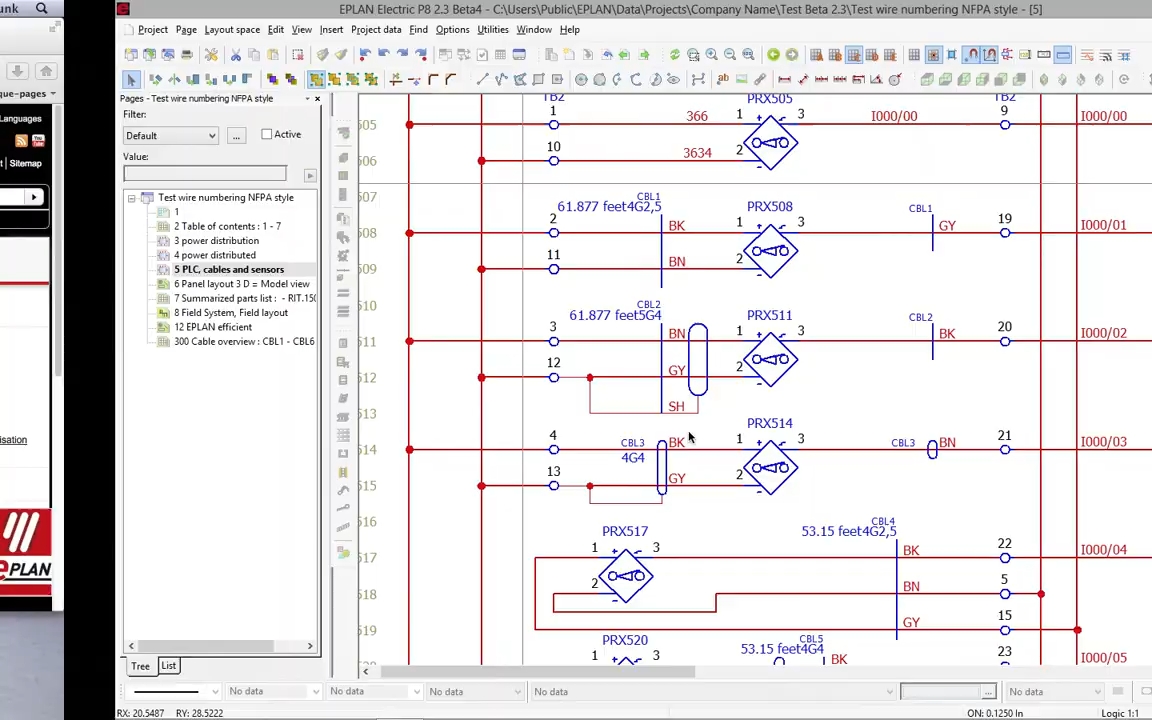 EPLAN Electric P8 2.3 Beta4 - C:\Users\Public\EPLAN\Data\Projects\Company Name\Test Beta 2.3\Test wire numbering NFPA style - [5]
unk
Project Page Layout space Edit View Insert Project data Find Options Utilities Window Help
que-pages
Languages
Sitemap
isation
ePLAN
Pages - Test wire numbering NFPA style
Filter:
Default ... Active
Value:
Test wire numbering NFPA style
1
2 Table of contents : 1 - 7
3 power distribution
4 power distributed
5 PLC, cables and sensors
6 Panel layout 3 D = Model view
7 Summarized parts list : - RIT.150
8 Field System, Field layout
12 EPLAN efficient
300 Cable overview : CBL1 - CBL6
Tree List
TB2 PRX505 TB2
605 1 366 1 3 I000/00 9 I000/00
606 10 3634 2
607 CBL1
61.877 feet4G2,5 PRX508 CBL1
608 2 BK 1 3 GY 19 I000/01
609 11 BN 2
610 CBL2
61.877 feet5G4 PRX511 CBL2
611 3 BN 1 3 BK 20 I000/02
612 12 GY 2
613 SH
PRX514
614 4 CBL3 BK 1 3 CBL3 BN 21 I000/03
4G4
615 13 GY 2
616 CBL4
PRX517 53.15 feet4G2,5
617 1 3 BK 22 I000/04
618 2 BN 5
619 GY 15
PRX520 CBL5
53.15 feet4G4
1 3 BK 23 I000/05
No data No data No data No data ... No data
RX: 20.5487 RY: 28.5222 ON: 0.1250 In Logic 1:1